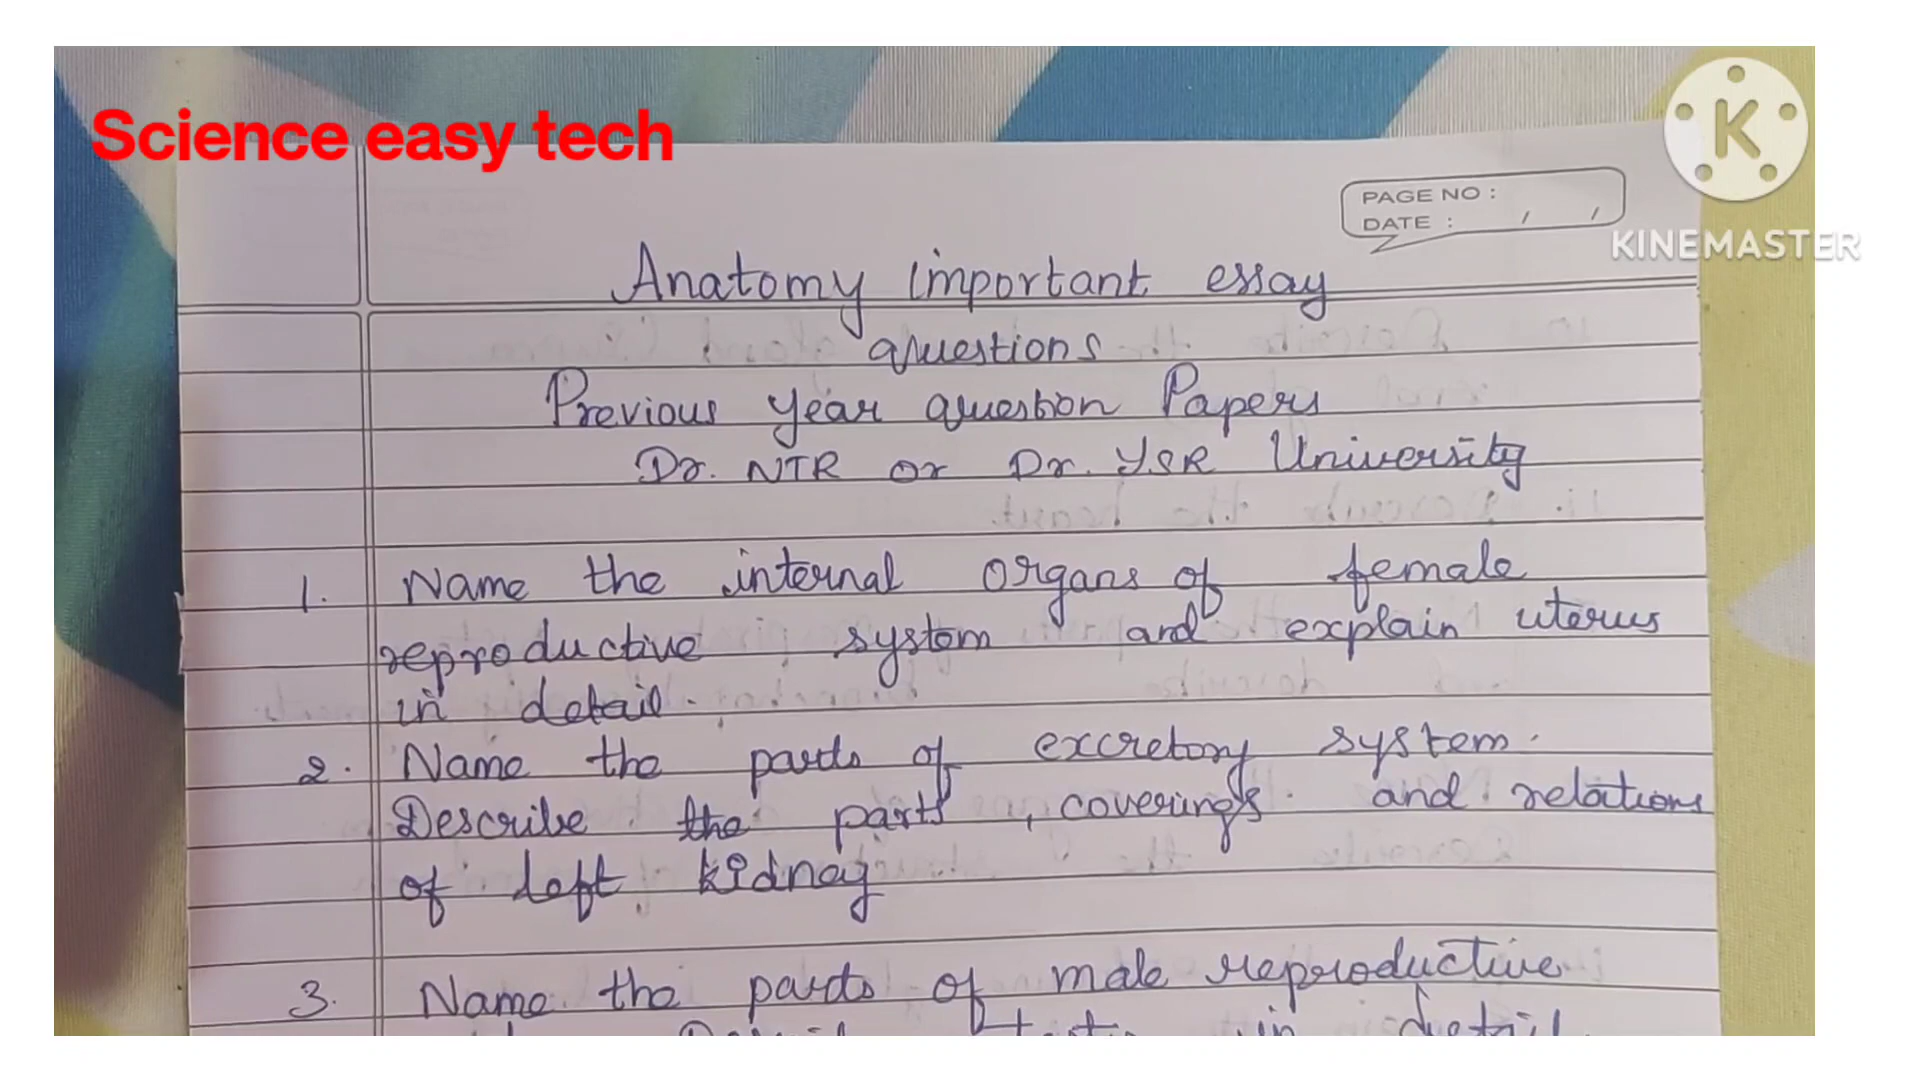 Science easy tech
K
KINEMASTER
PAGE NO :
DATE : / /
Anatomy important essay
questions
Previous year question Papers
Dr. NTR or Dr. YSR University
1. Name the internal organs of female
reproductive system and explain uterus
in detail.
2. Name the parts of excretory system.
Describe the parts, coverings and relations
of left kidney
3. Name the parts of male reproductive
in detail.